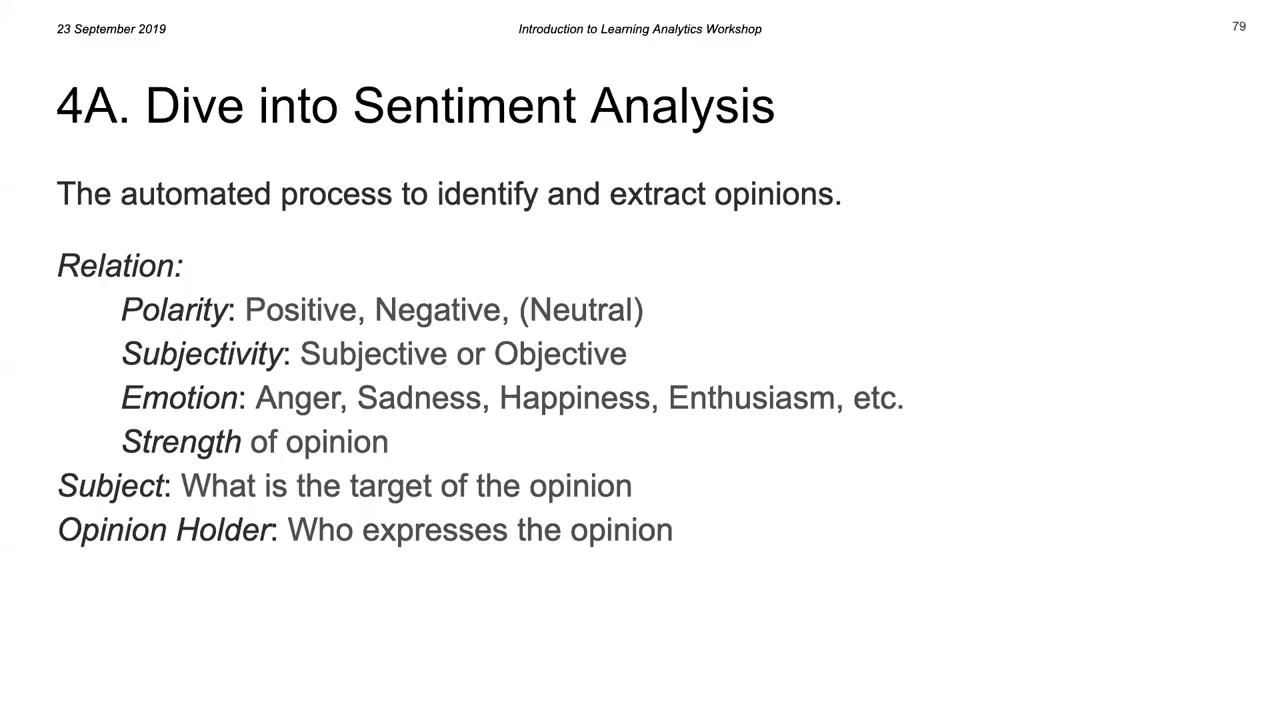 23 September 2019
Introduction to Learning Analytics Workshop
79
4A. Dive into Sentiment Analysis
The automated process to identify and extract opinions.
Relation:
Polarity: Positive, Negative, (Neutral)
Subjectivity: Subjective or Objective
Emotion: Anger, Sadness, Happiness, Enthusiasm, etc.
Strength of opinion
Subject: What is the target of the opinion
Opinion Holder: Who expresses the opinion